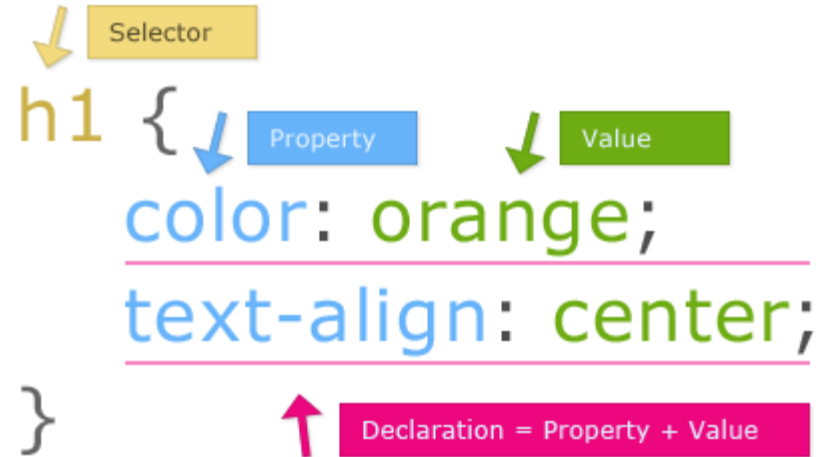 Selector
h1 {
Property
Value
color: orange;
text-align: center;
}
Declaration = Property + Value